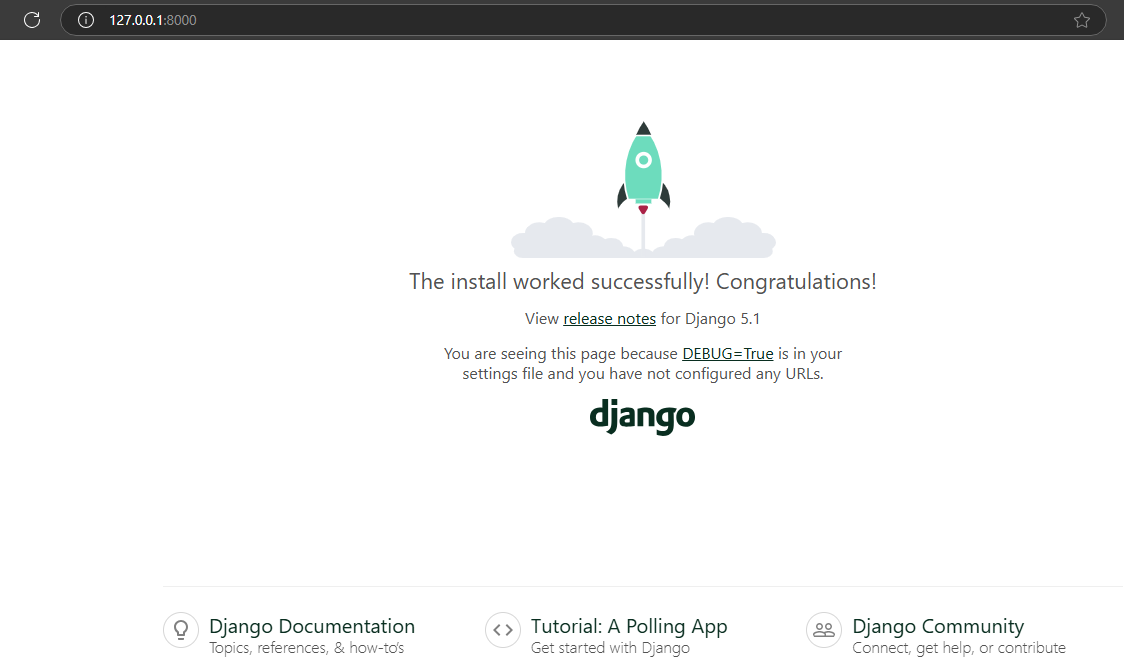 127.0.0.1:8000
The install worked successfully! Congratulations!
View release notes for Django 5.1
You are seeing this page because DEBUG=True is in your
settings file and you have not configured any URLs.
django
Django Documentation
Topics, references, & how-to's
Tutorial: A Polling App
Get started with Django
Django Community
Connect, get help, or contribute